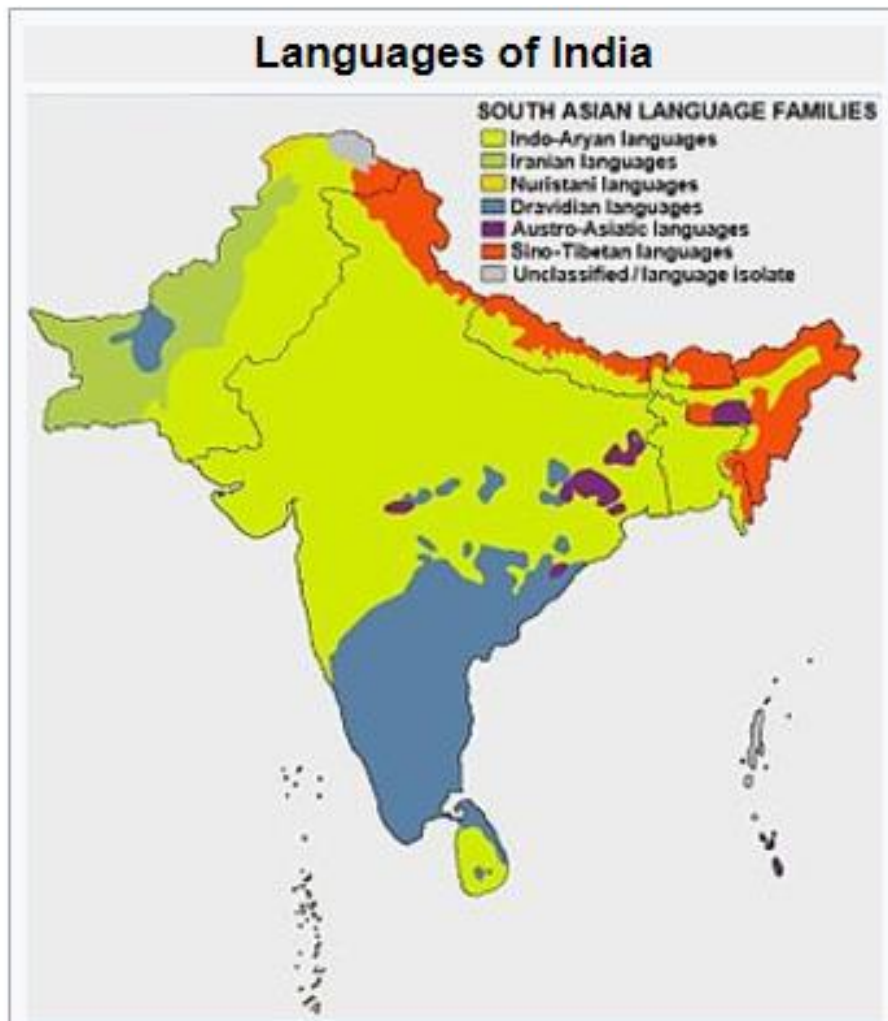 Languages of India
SOUTH ASIAN LANGUAGE FAMILIES
Indo-Aryan languages
Iranian languages
Nuristani languages
Dravidian languages
Austro-Asiatic languages
Sino-Tibetan languages
Unclassified / language isolate